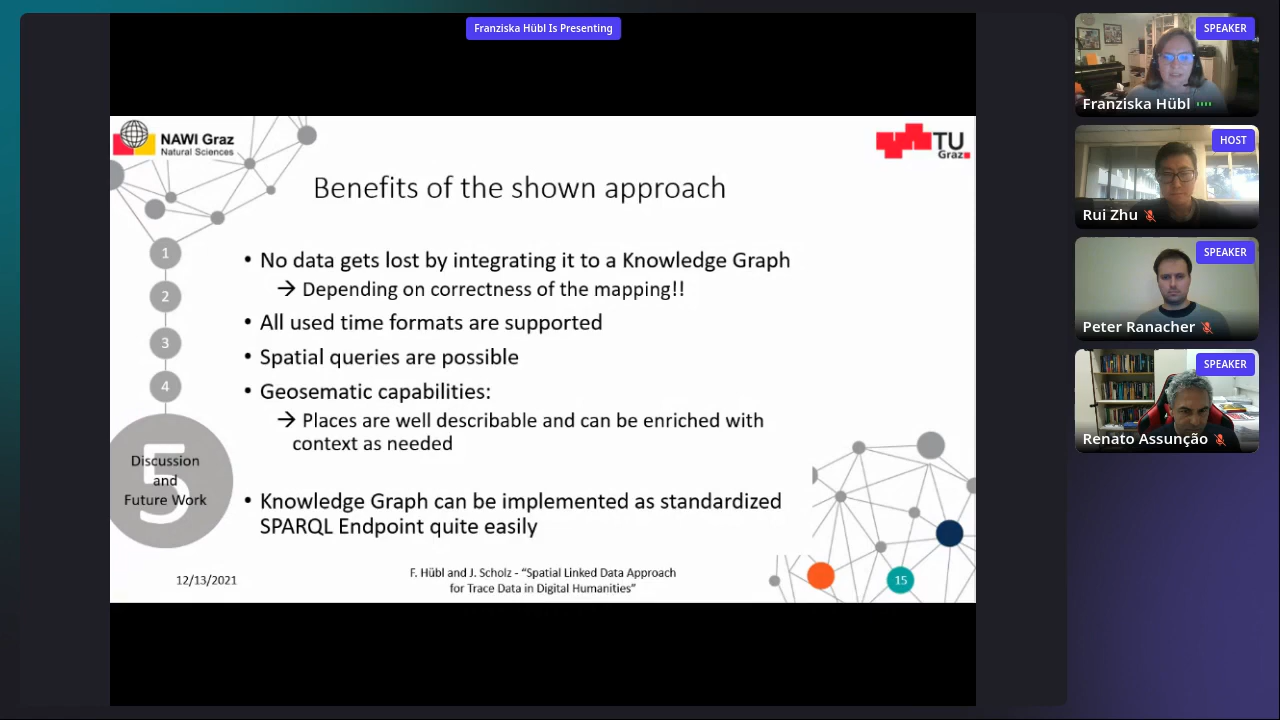 Franziska Hübl Is Presenting
NAWI Graz
Natural Sciences
TU
Graz
Benefits of the shown approach
1
2
3
4
5
Discussion
and
Future Work
• No data gets lost by integrating it to a Knowledge Graph
→ Depending on correctness of the mapping!!
• All used time formats are supported
• Spatial queries are possible
• Geosematic capabilities:
→ Places are well describable and can be enriched with
context as needed
• Knowledge Graph can be implemented as standardized
SPARQL Endpoint quite easily
12/13/2021
F. Hübl and J. Scholz - “Spatial Linked Data Approach
for Trace Data in Digital Humanities”
15
SPEAKER
Franziska Hübl
HOST
Rui Zhu
SPEAKER
Peter Ranacher
SPEAKER
Renato Assunção